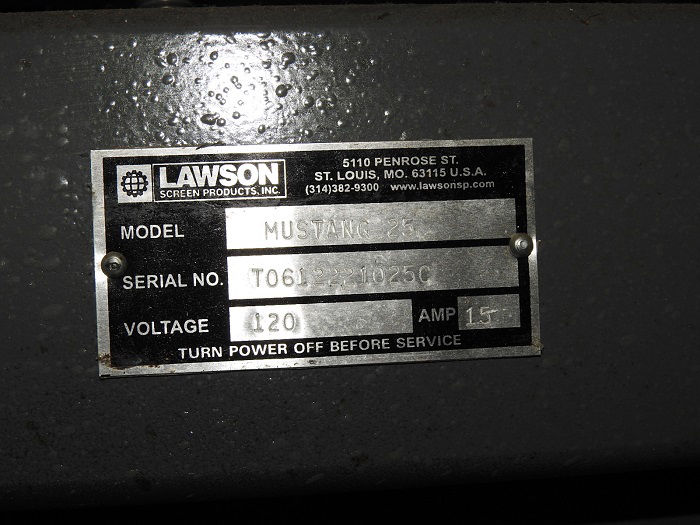 LAWSON
SCREEN PRODUCTS, INC.
5110 PENROSE ST.
ST. LOUIS, MO. 63115 U.S.A.
(314)382-9300 www.lawsonsp.com
MODEL MUSTANG 25
SERIAL NO. T0612221025C
VOLTAGE 120 AMP 15
TURN POWER OFF BEFORE SERVICE